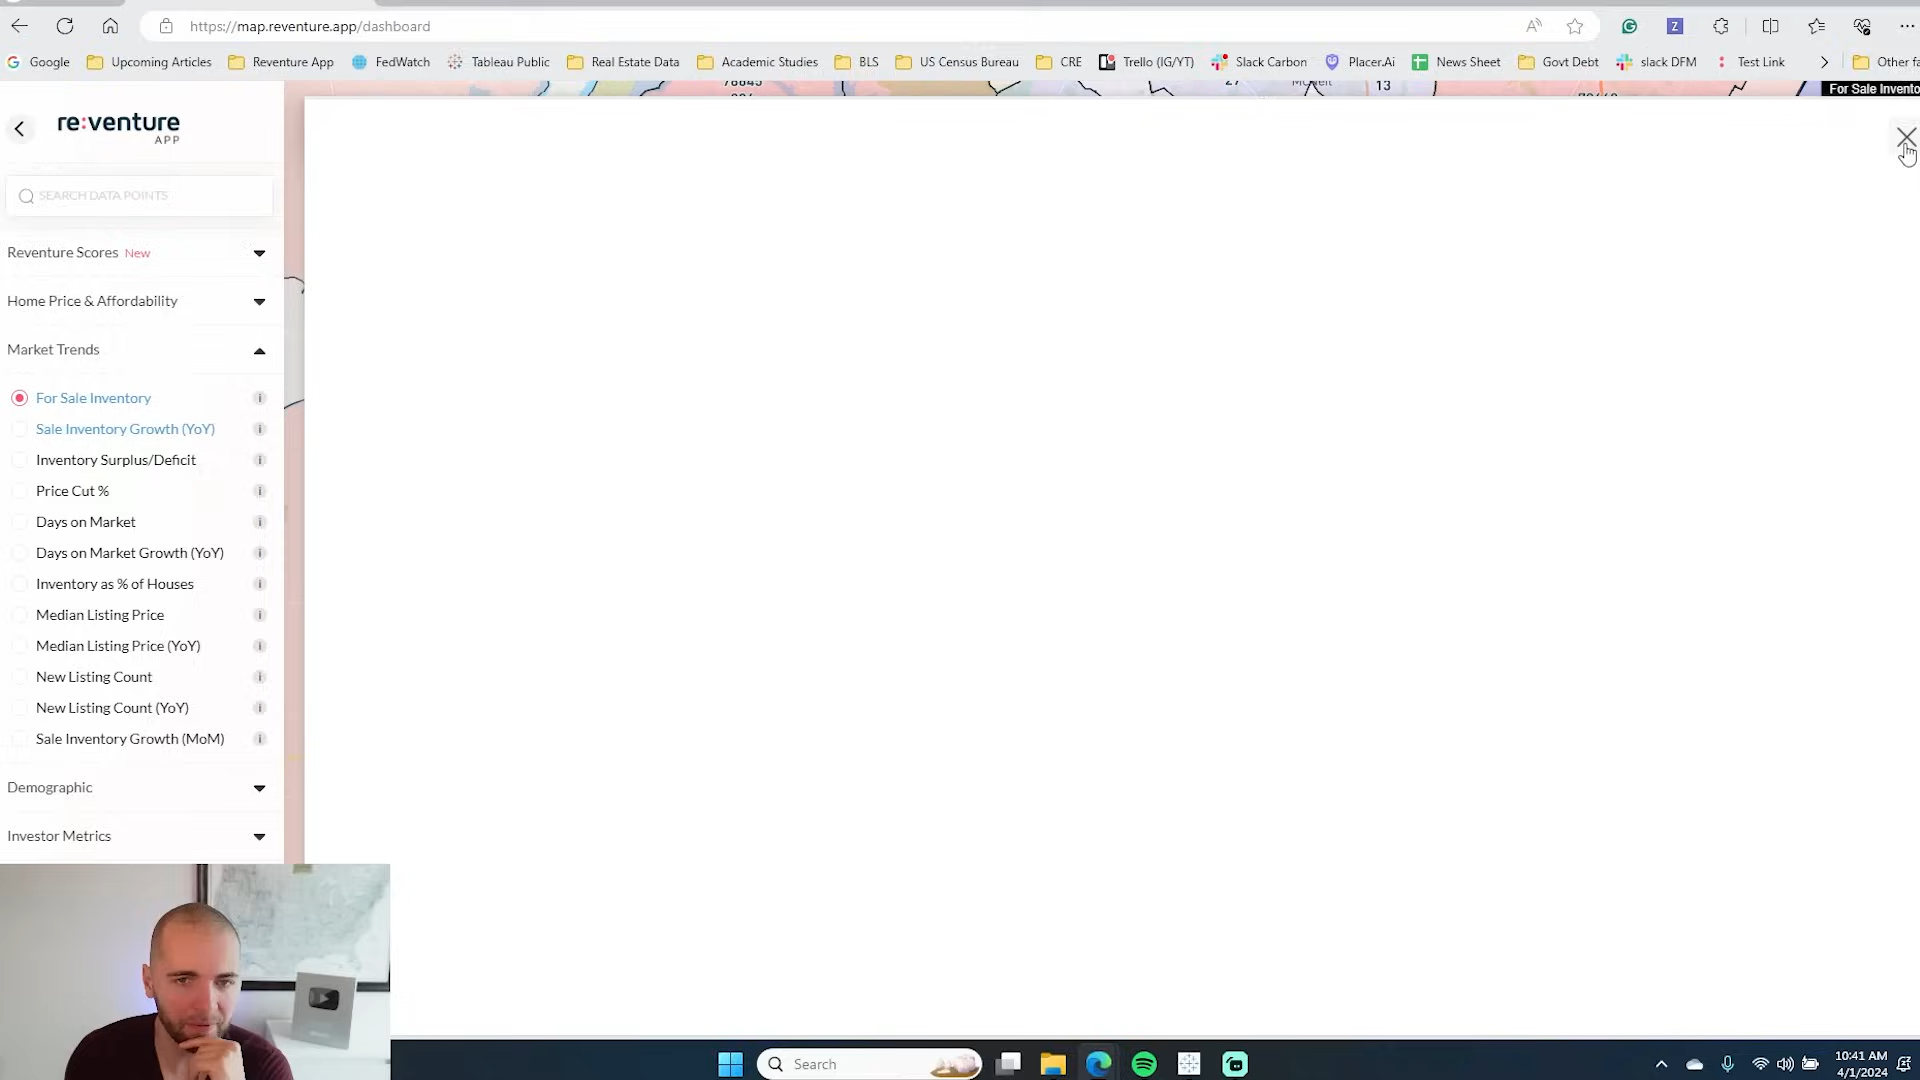 https://map.reventure.app/dashboard
Google Upcoming Articles Reventure App FedWatch Tableau Public Real Estate Data Academic Studies BLS US Census Bureau CRE Trello (IG/YT) Slack Carbon Placer.Ai News Sheet Govt Debt slack DFM Test Link Other fa
78645
27
13
For Sale Invento
re:venture
APP
SEARCH DATA POINTS
Reventure Scores New
Home Price & Affordability
Market Trends
For Sale Inventory
Sale Inventory Growth (YoY)
Inventory Surplus/Deficit
Price Cut %
Days on Market
Days on Market Growth (YoY)
Inventory as % of Houses
Median Listing Price
Median Listing Price (YoY)
New Listing Count
New Listing Count (YoY)
Sale Inventory Growth (MoM)
Demographic
Investor Metrics
Search
10:41 AM
4/1/2024